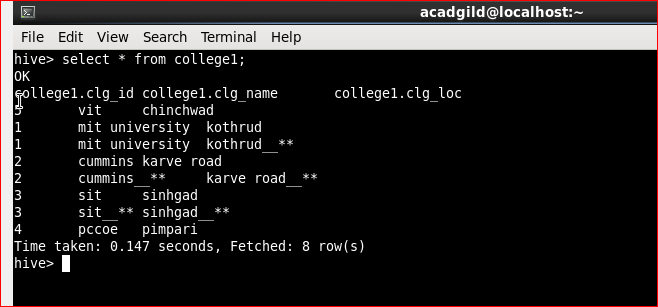 acadgild@localhost:~
File Edit View Search Terminal Help
hive> select * from college1;
OK
college1.clg_id college1.clg_name college1.clg_loc
5 vit chinchwad
1 mit university kothrud
1 mit university kothrud__**
2 cummins karve road
2 cummins__** karve road__**
3 sit sinhgad
3 sit__** sinhgad__**
4 pccoe pimpari
Time taken: 0.147 seconds, Fetched: 8 row(s)
hive>